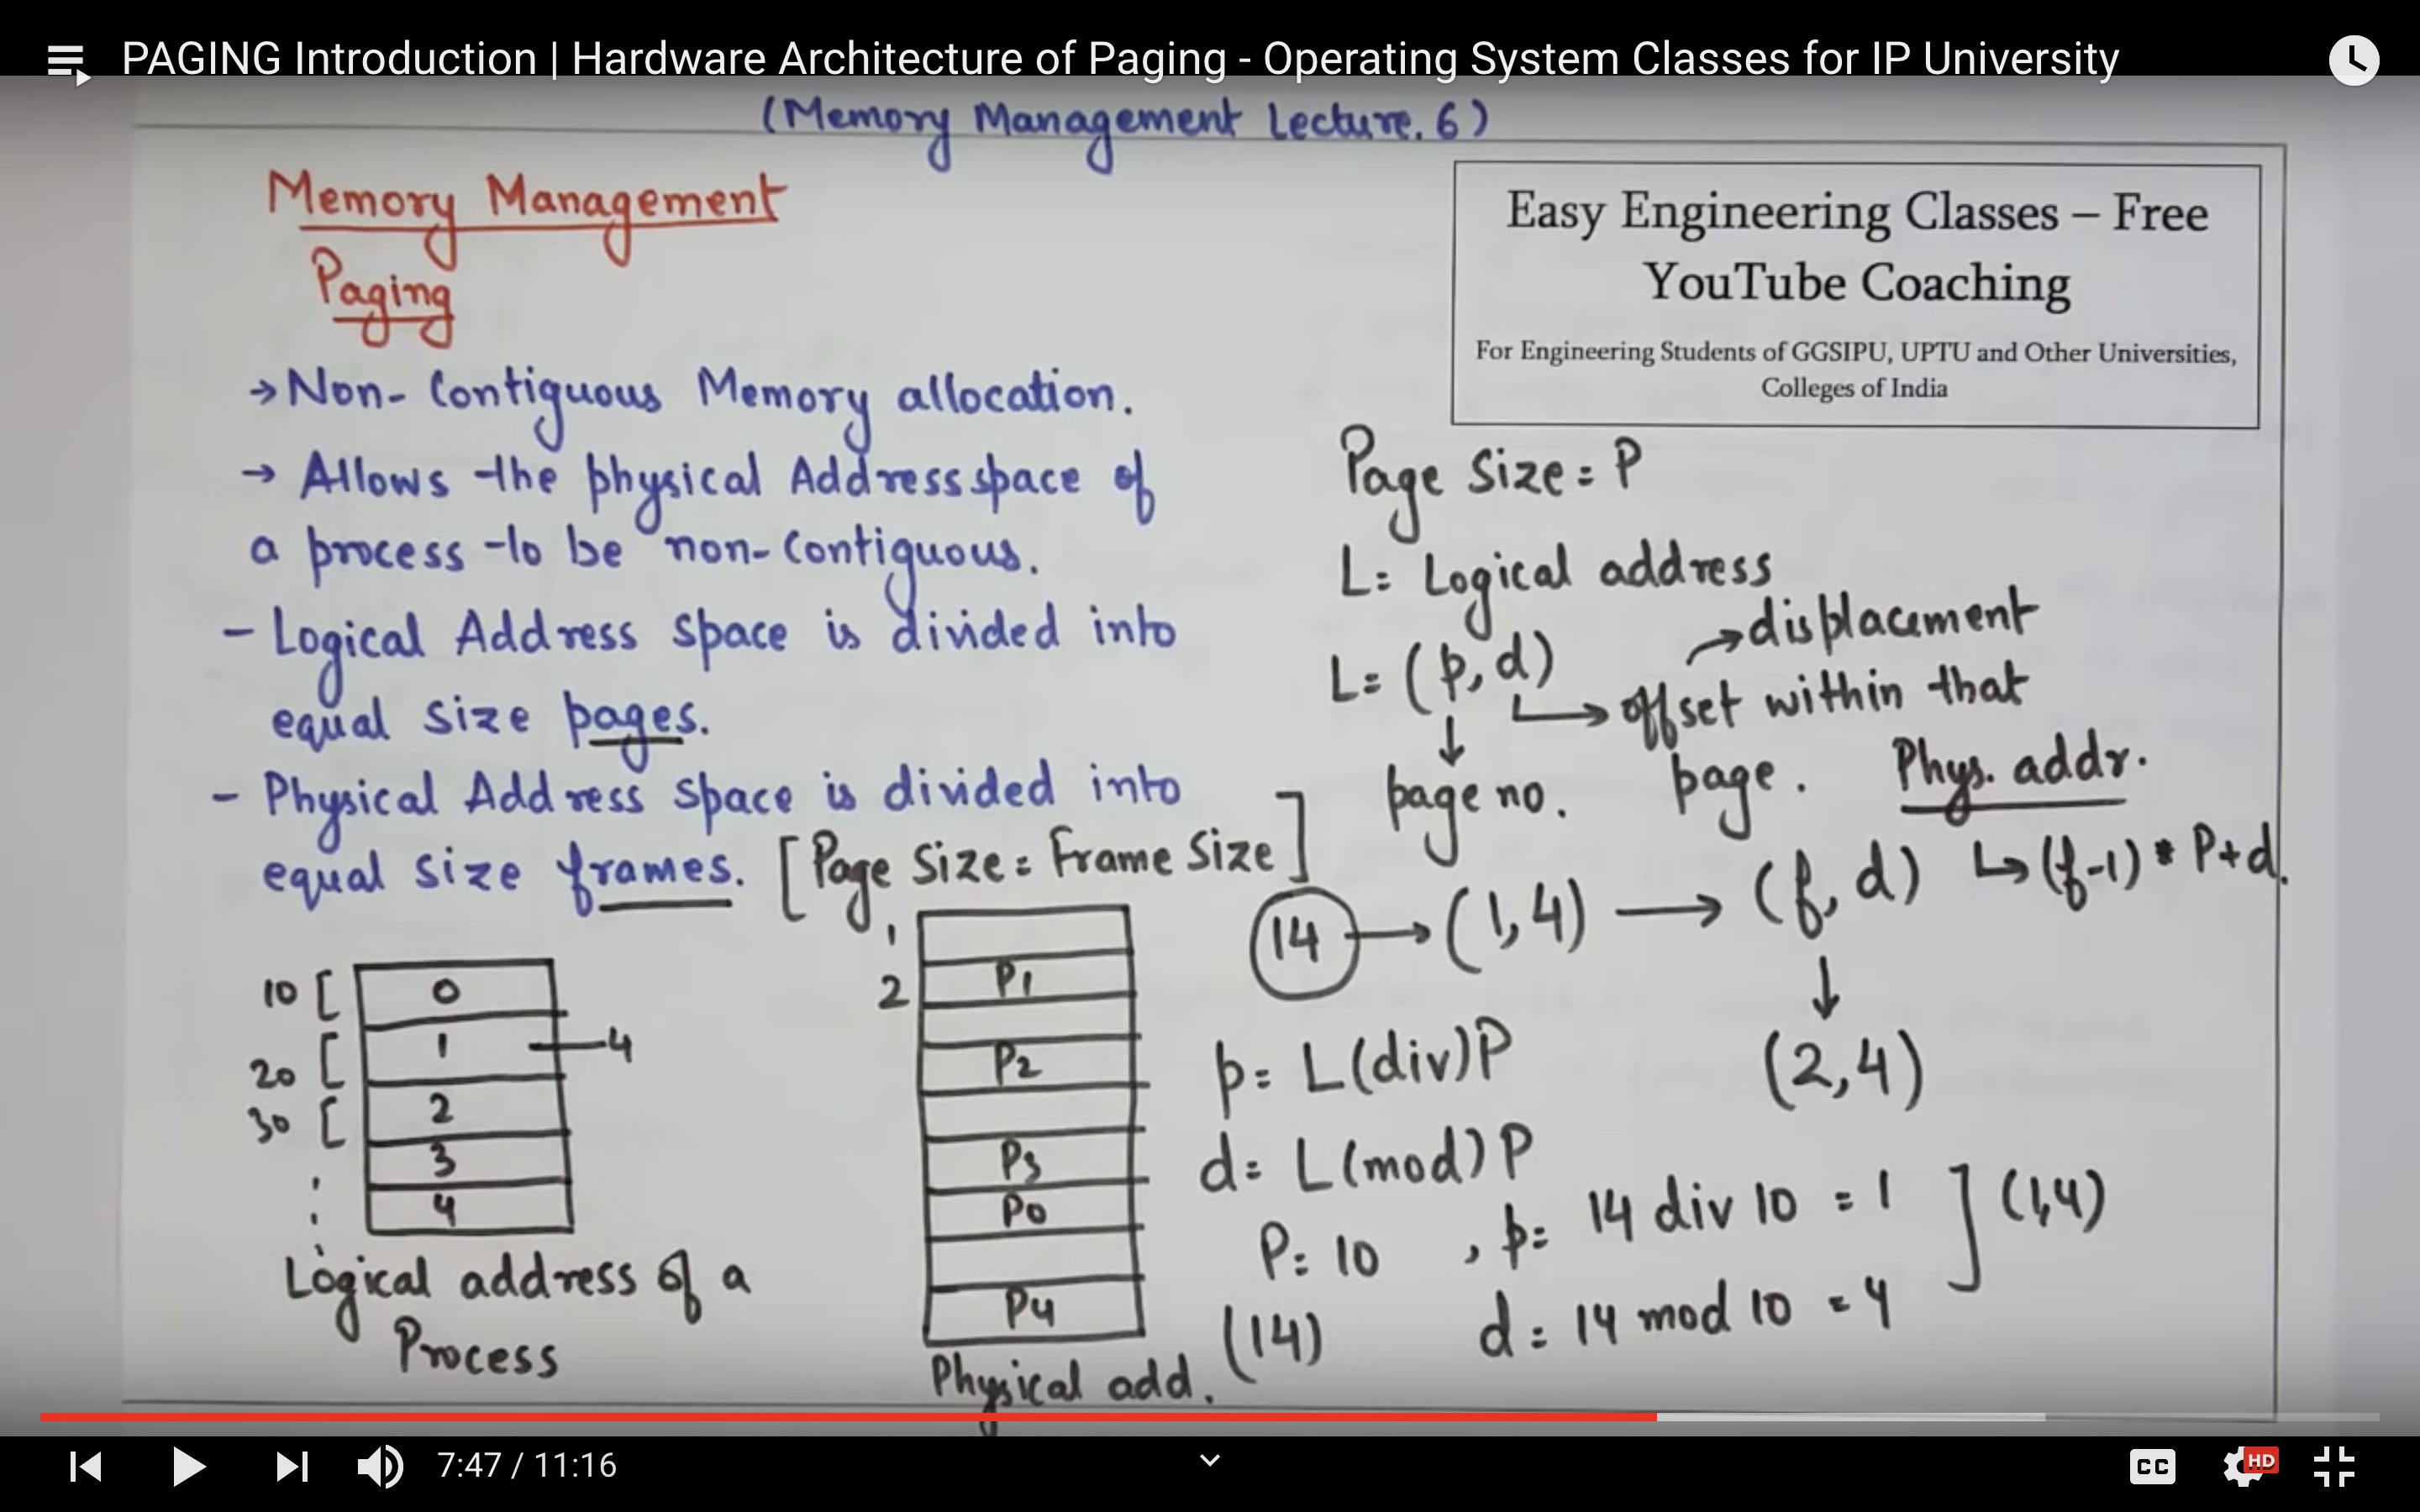 PAGING Introduction | Hardware Architecture of Paging - Operating System Classes for IP University
(Memory Management Lecture. 6)
Memory Management
Paging
→ Non- Contiguous Memory allocation.
→ Allows the physical Address space of
a process to be non-contiguous.
- Logical Address space is divided into
equal size pages.
- Physical Address space is divided into
equal size frames. [Page Size = Frame Size]
10 [ 0
20 [ 1 4
30 [ 2
3
4
Logical address of a
Process
1
2 P1
P2
P3
P0
P4
Physical add.
Easy Engineering Classes – Free
YouTube Coaching
For Engineering Students of GGSIPU, UPTU and Other Universities,
Colleges of India
Page Size = P
L = Logical address
→ displacement
L = (p, d)
→ offset within that
page.
↓
page no.
Phys. addr.
14 → (1,4) → (f, d) ↳ (f-1) * P+d.
↓
(2,4)
p = L(div)P
d = L(mod)P
P = 10 , p = 14 div 10 = 1
(14) d = 14 mod 10 = 4 ] (1,4)
7:47 / 11:16
CC
HD